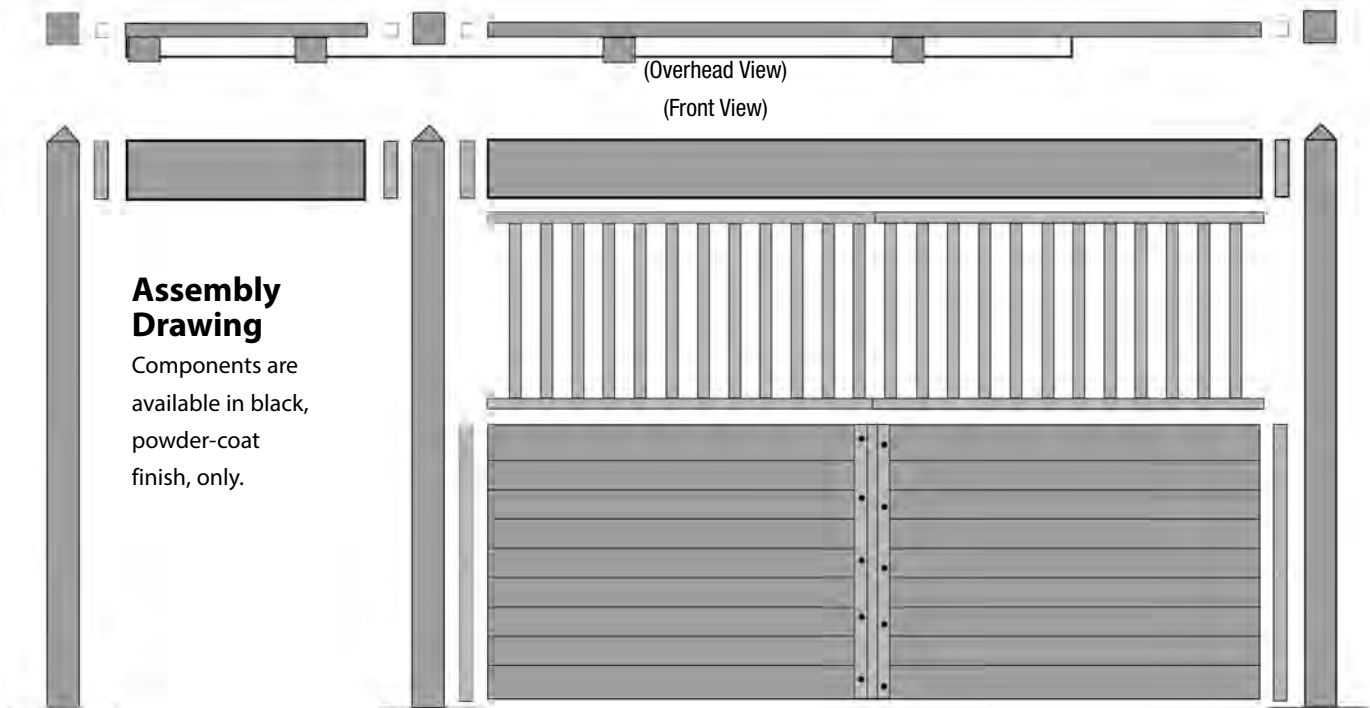 (Overhead View)
(Front View)
Assembly
Drawing
Components are
available in black,
powder-coat
finish, only.